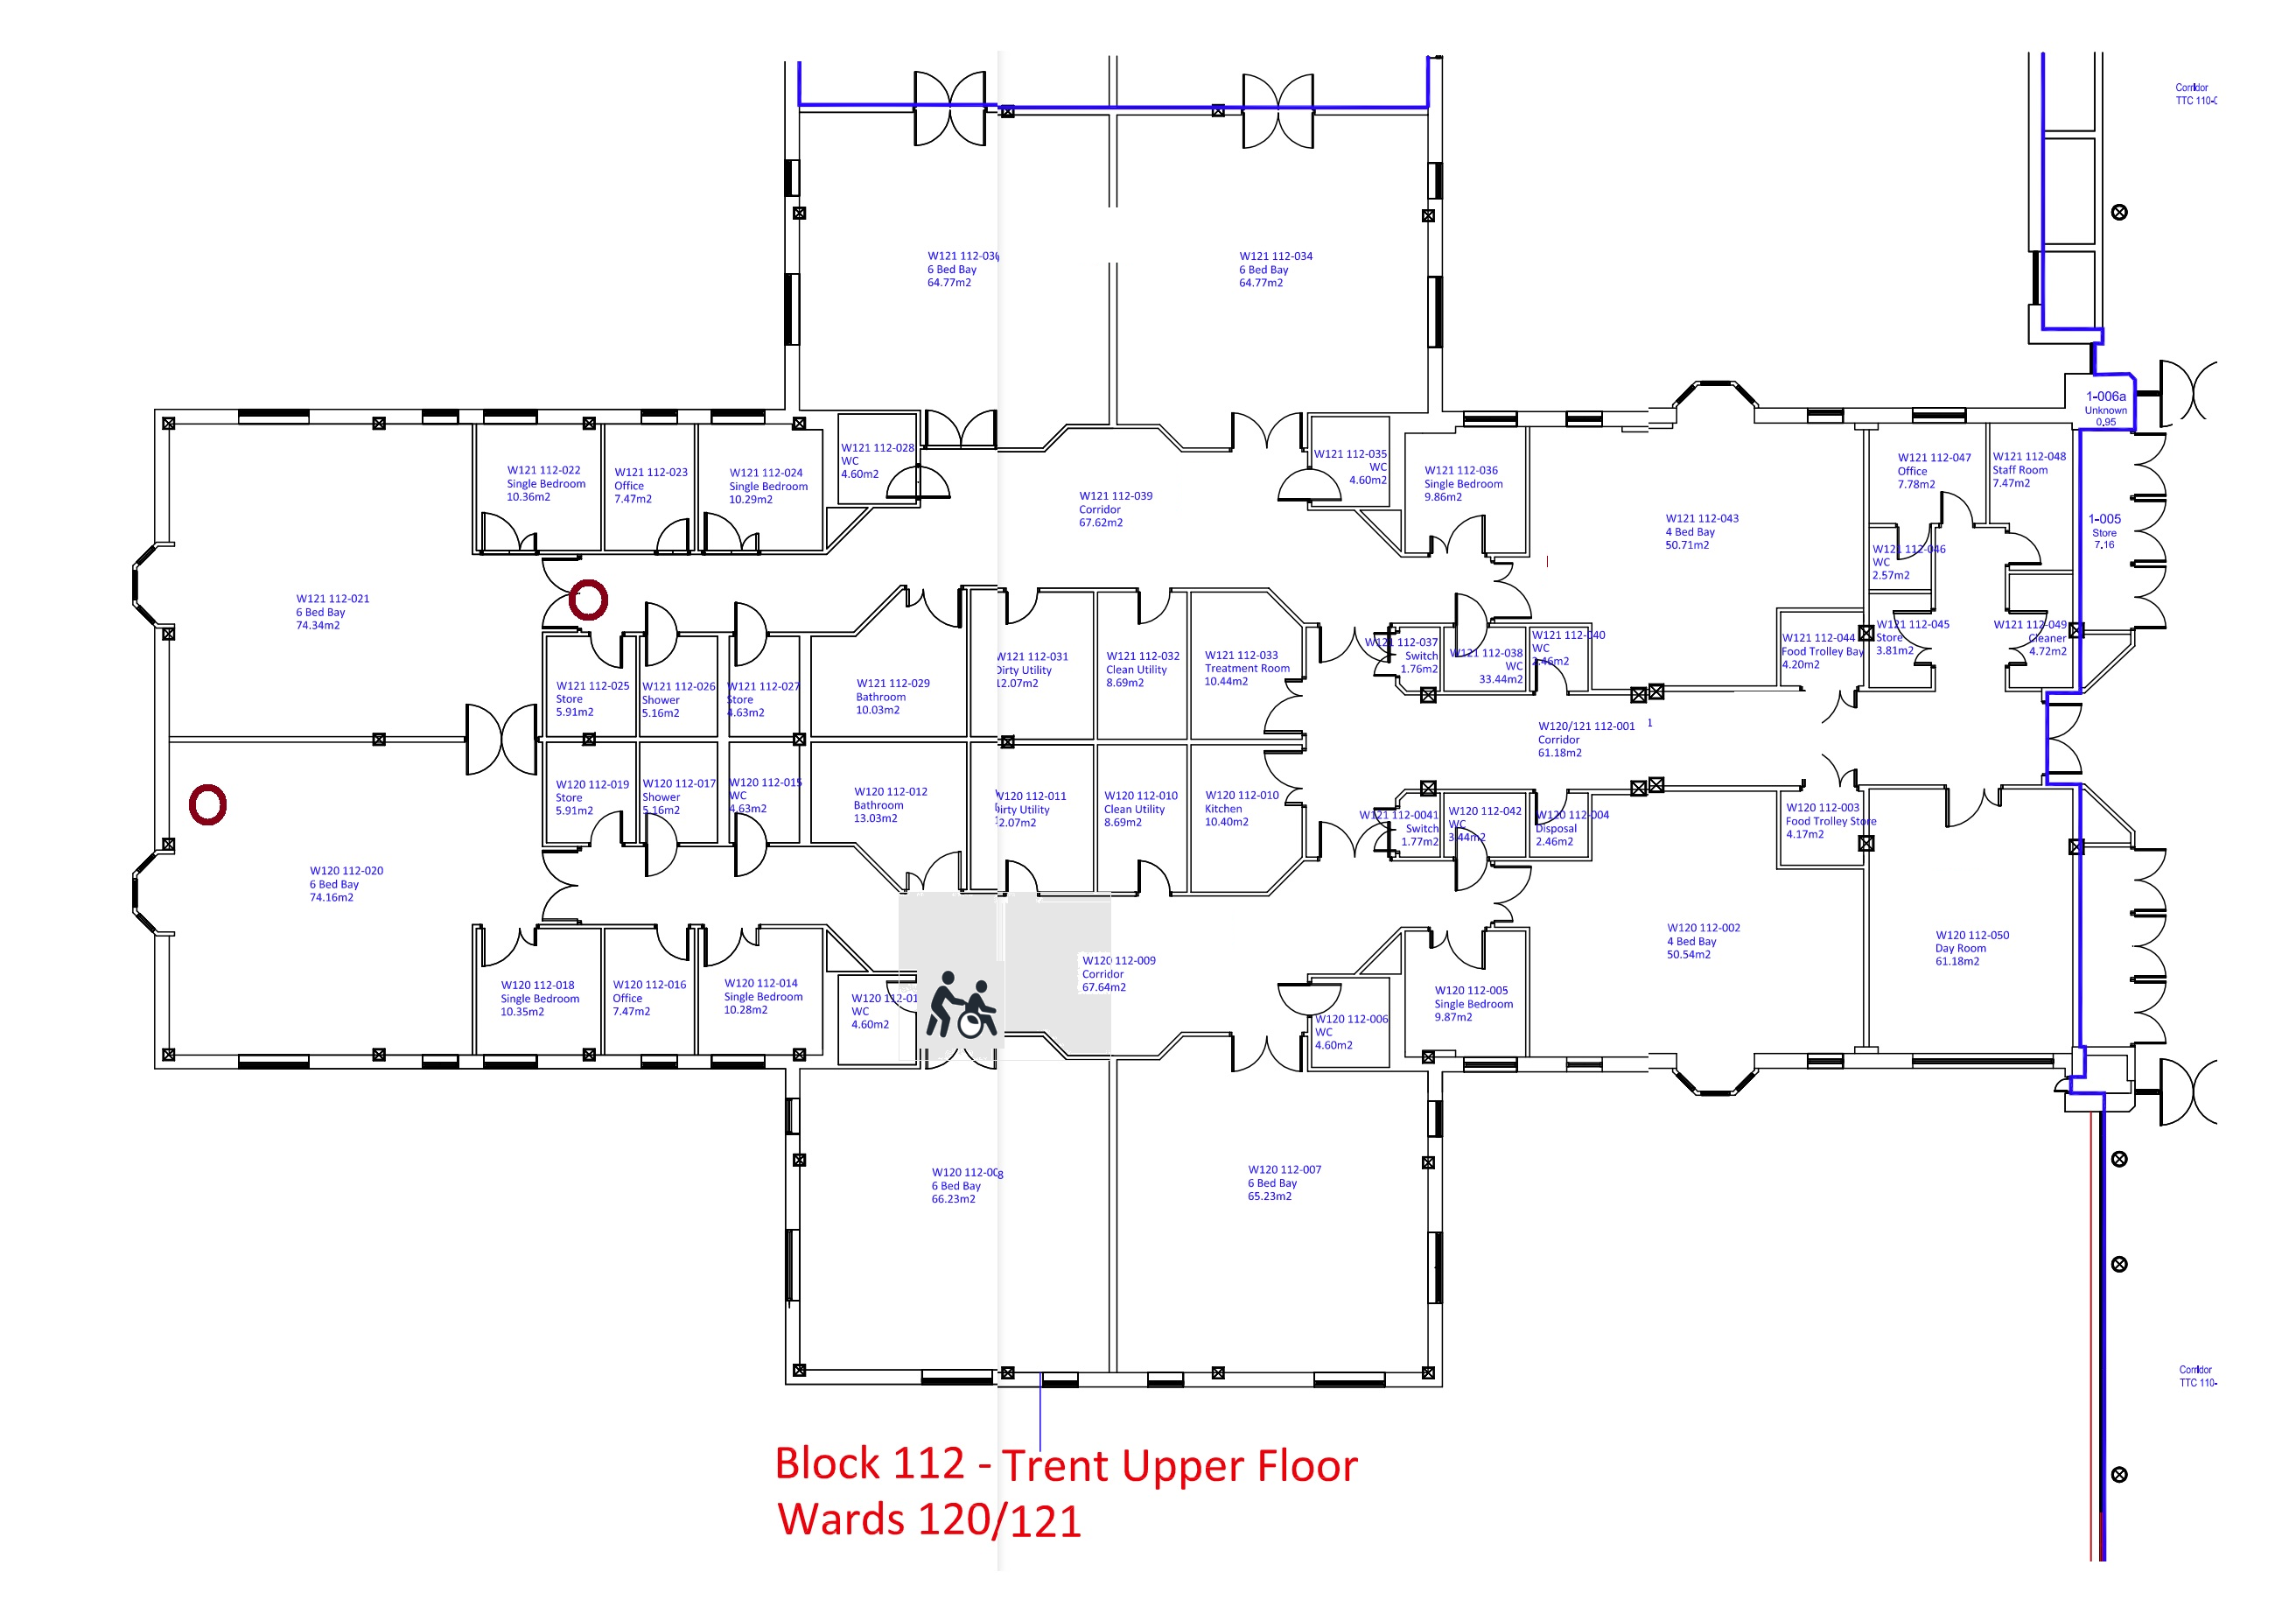 Corridor
TTC 110-0
W121 112-030
6 Bed Bay
64.77m2
W121 112-034
6 Bed Bay
64.77m2
1-006a
Unknown
0.95
W121 112-022
Single Bedroom
10.36m2
W121 112-023
Office
7.47m2
W121 112-024
Single Bedroom
10.29m2
W121 112-028
WC
4.60m2
W121 112-039
Corridor
67.62m2
W121 112-035
WC
4.60m2
W121 112-036
Single Bedroom
9.86m2
W121 112-043
4 Bed Bay
50.71m2
W121 112-047
Office
7.78m2
W121 112-048
Staff Room
7.47m2
1-005
Store
7.16
W121 112-046
WC
2.57m2
W121 112-021
6 Bed Bay
74.34m2
W121 112-025
Store
5.91m2
W121 112-026
Shower
5.16m2
W121 112-027
Store
4.63m2
W121 112-029
Bathroom
10.03m2
W121 112-031
Dirty Utility
12.07m2
W121 112-032
Clean Utility
8.69m2
W121 112-033
Treatment Room
10.44m2
W121 112-037
Switch
1.76m2
W121 112-038
WC
33.44m2
W121 112-040
WC
2.46m2
W121 112-044
Food Trolley Bay
4.20m2
W121 112-045
Store
3.81m2
W121 112-049
Cleaner
4.72m2
W120/121 112-001
Corridor
61.18m2
1
W120 112-020
6 Bed Bay
74.16m2
W120 112-019
Store
5.91m2
W120 112-017
Shower
5.16m2
W120 112-015
WC
4.63m2
W120 112-012
Bathroom
13.03m2
W120 112-011
Dirty Utility
12.07m2
W120 112-010
Clean Utility
8.69m2
W120 112-010
Kitchen
10.40m2
W121 112-0041
Switch
1.77m2
W120 112-042
WC
3.44m2
W120 112-004
Disposal
2.46m2
W120 112-003
Food Trolley Store
4.17m2
W120 112-018
Single Bedroom
10.35m2
W120 112-016
Office
7.47m2
W120 112-014
Single Bedroom
10.28m2
W120 112-01
WC
4.60m2
W120 112-009
Corridor
67.64m2
W120 112-006
WC
4.60m2
W120 112-005
Single Bedroom
9.87m2
W120 112-002
4 Bed Bay
50.54m2
W120 112-050
Day Room
61.18m2
W120 112-008
6 Bed Bay
66.23m2
W120 112-007
6 Bed Bay
65.23m2
Corridor
TTC 110-
Block 112 - Trent Upper Floor
Wards 120/121